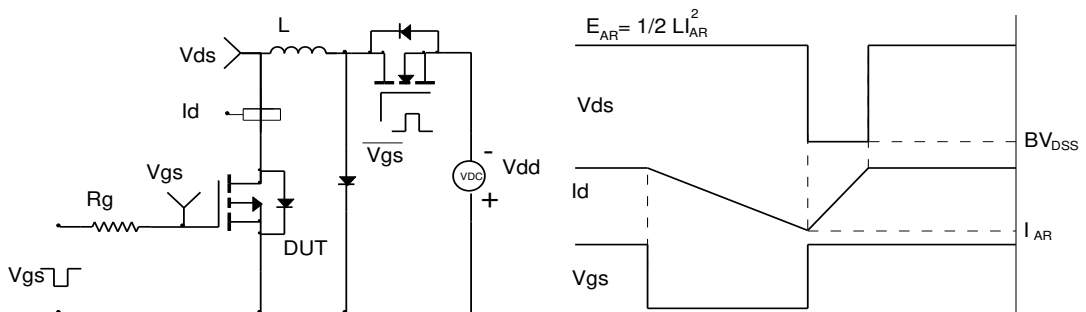 L
Vds
Id
Vgs
Vgs
Rg
DUT
Vgs
-
VDC
+
Vdd
E_AR = 1/2 LI_AR^2
Vds
BV_DSS
Id
I_AR
Vgs